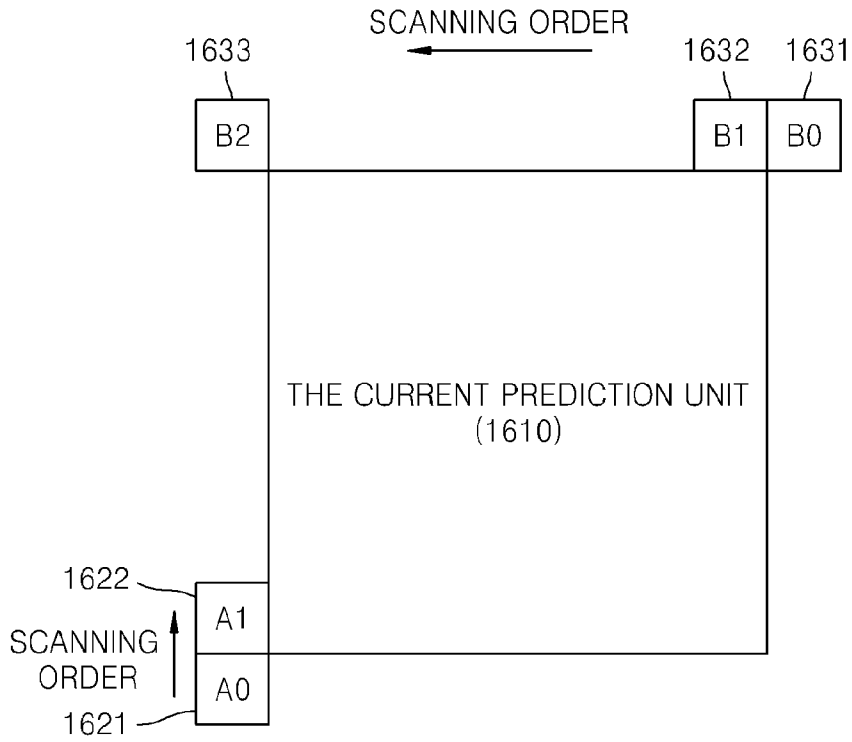 SCANNING ORDER
1633
1632
1631
B2
B1
B0
THE CURRENT PREDICTION UNIT
(1610)
1622
A1
SCANNING
ORDER
A0
1621